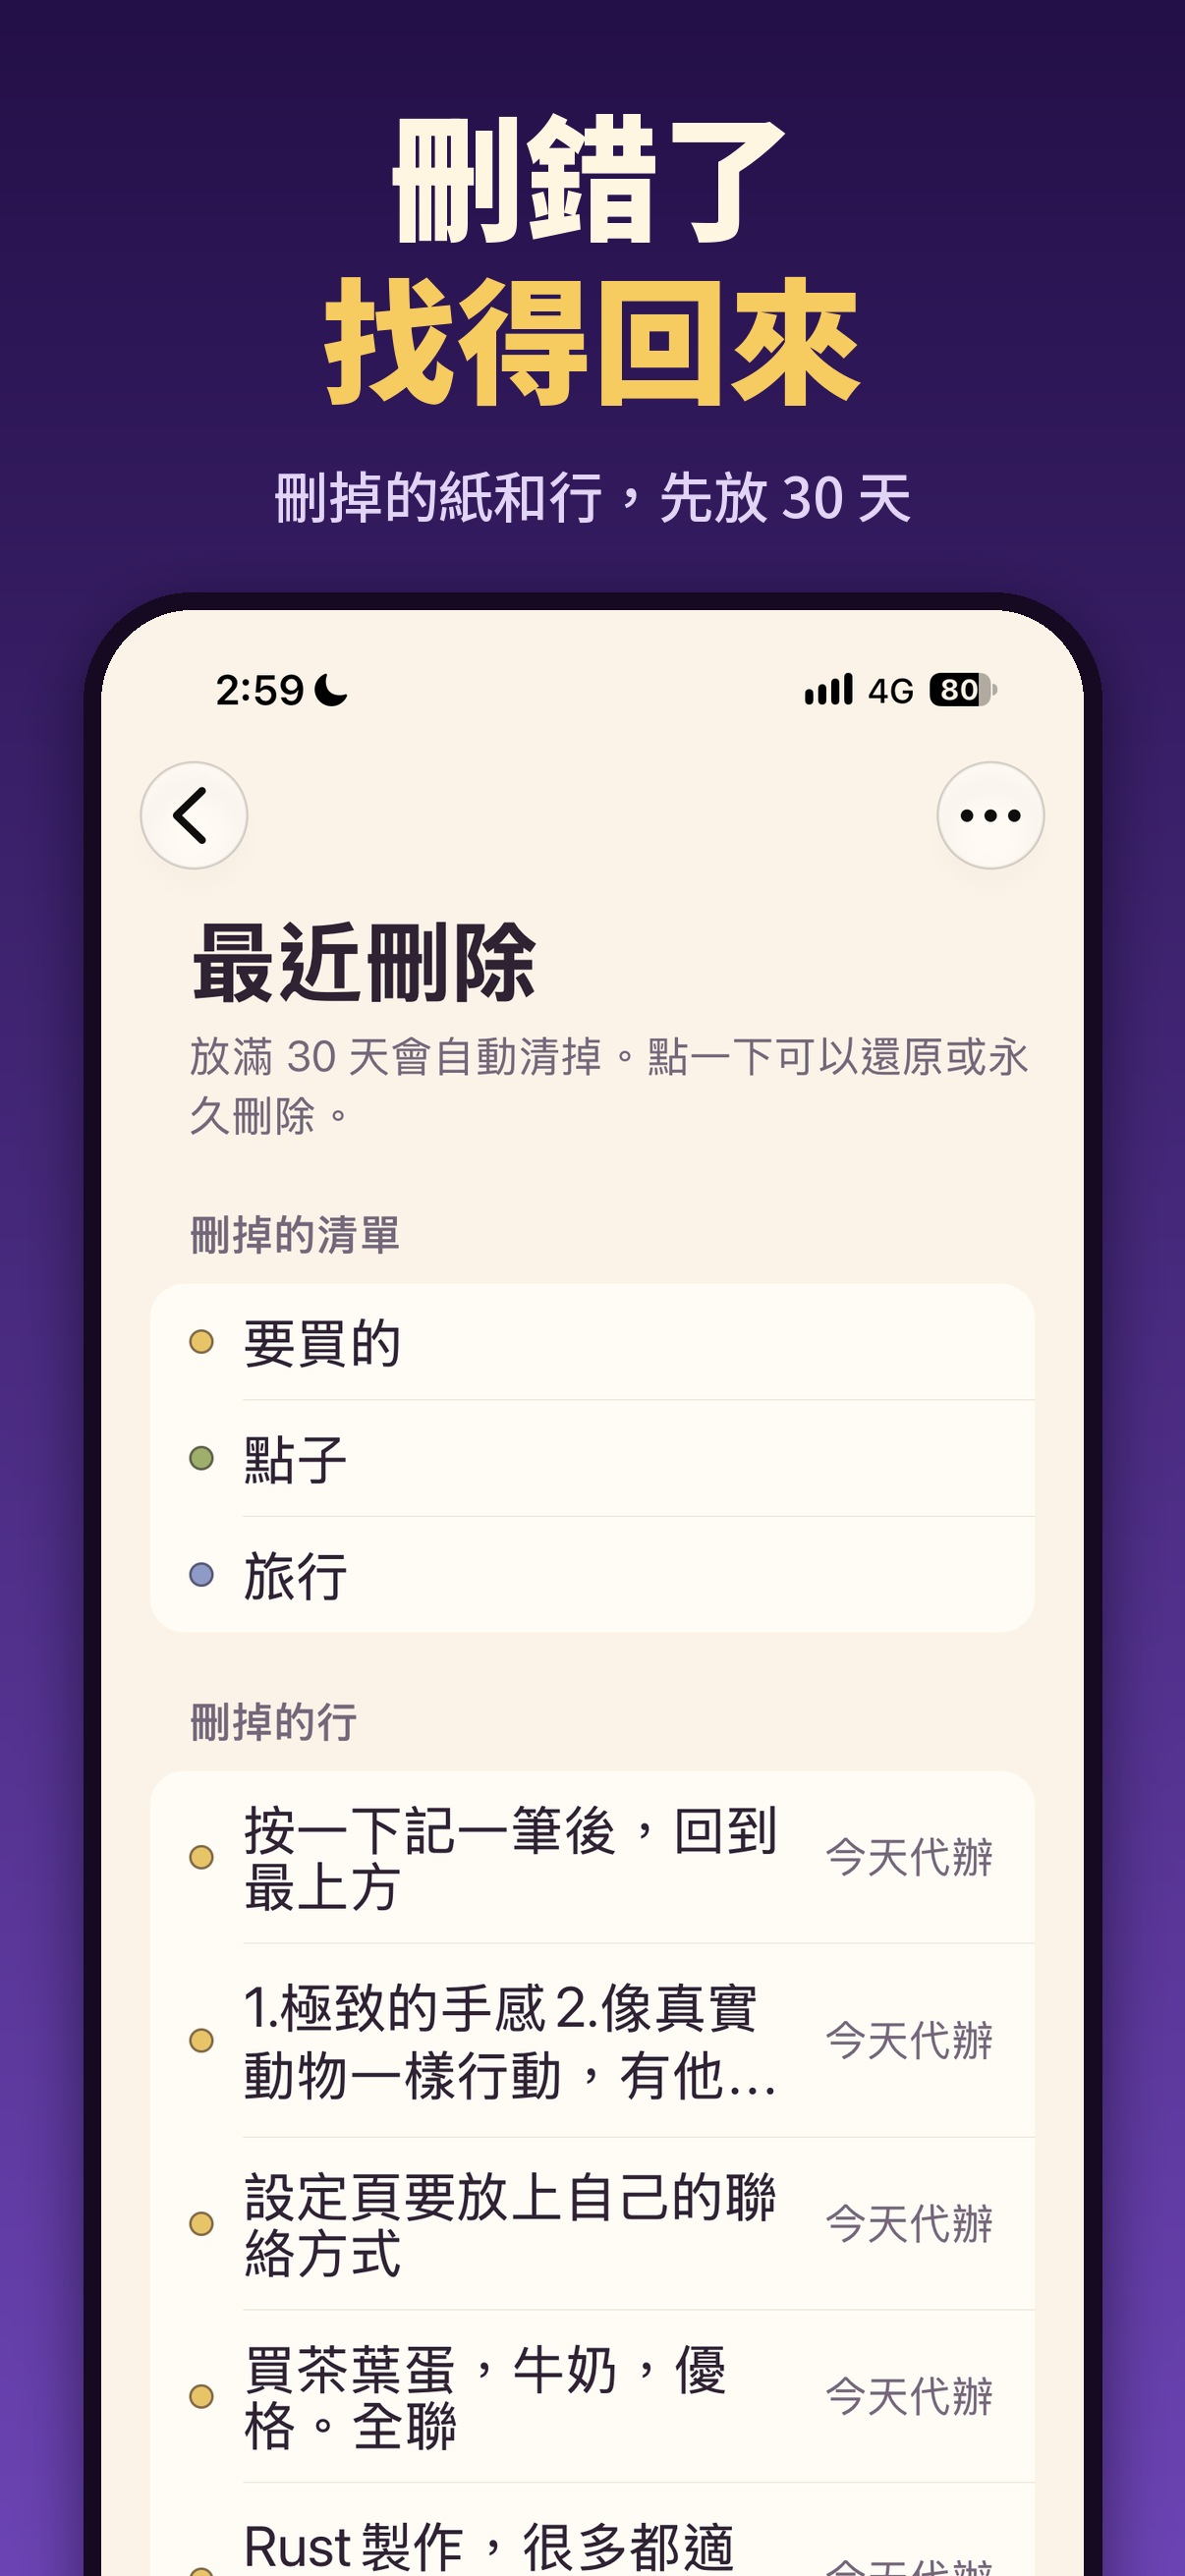 刪錯了
找得回來
刪掉的紙和行，先放 30 天
2:59
4G 80
最近刪除
放滿 30 天會自動清掉。點一下可以還原或永
久刪除。
刪掉的清單
要買的
點子
旅行
刪掉的行
按一下記一筆後，回到
最上方
今天代辦
1.極致的手感 2.像真實
動物一樣行動，有他...
今天代辦
設定頁要放上自己的聯
絡方式
今天代辦
買茶葉蛋，牛奶，優
格。全聯
今天代辦
Rust 製作，很多都適
今天代辦